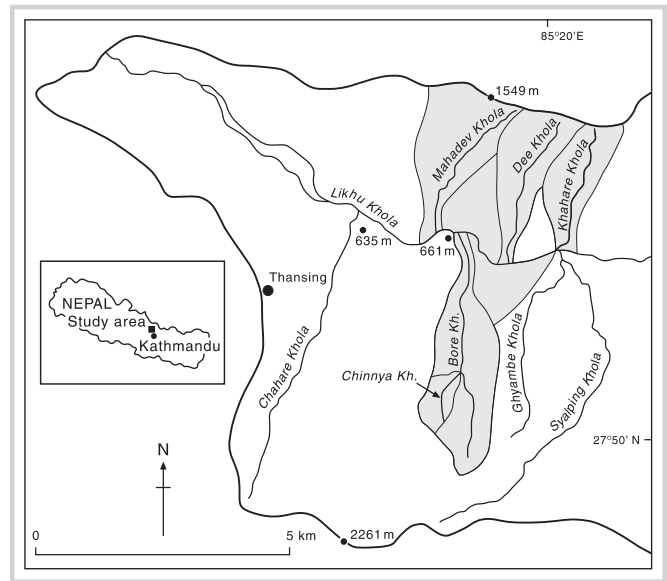 85°20'E
1549 m
Mahadev Khola
Dee Khola
Khahare Khola
Likhu Khola
635 m
661 m
Thansing
NEPAL
Study area
Kathmandu
Bore Kh.
Chinnya Kh.
Chahare Khola
Ghyambe Khola
Syalping Khola
27°50' N
N
0
5 km
2261 m